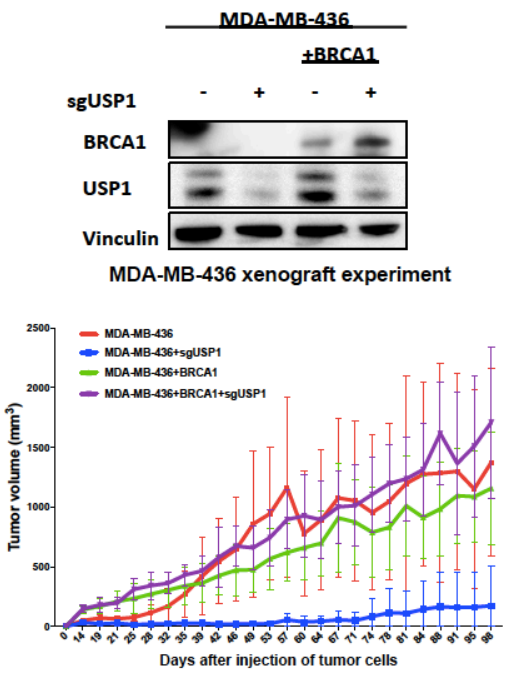 MDA-MB-436
+BRCA1
sgUSP1 - + - +
BRCA1
USP1
Vinculin
MDA-MB-436 xenograft experiment
2500
2000
1500
1000
500
0
Tumor volume (mm³)
MDA-MB-436
MDA-MB-436+sgUSP1
MDA-MB-436+BRCA1
MDA-MB-436+BRCA1+sgUSP1
0 14 19 21 25 28 32 35 39 42 46 49 53 57 60 64 67 71 74 78 81 84 88 91 95 98
Days after injection of tumor cells